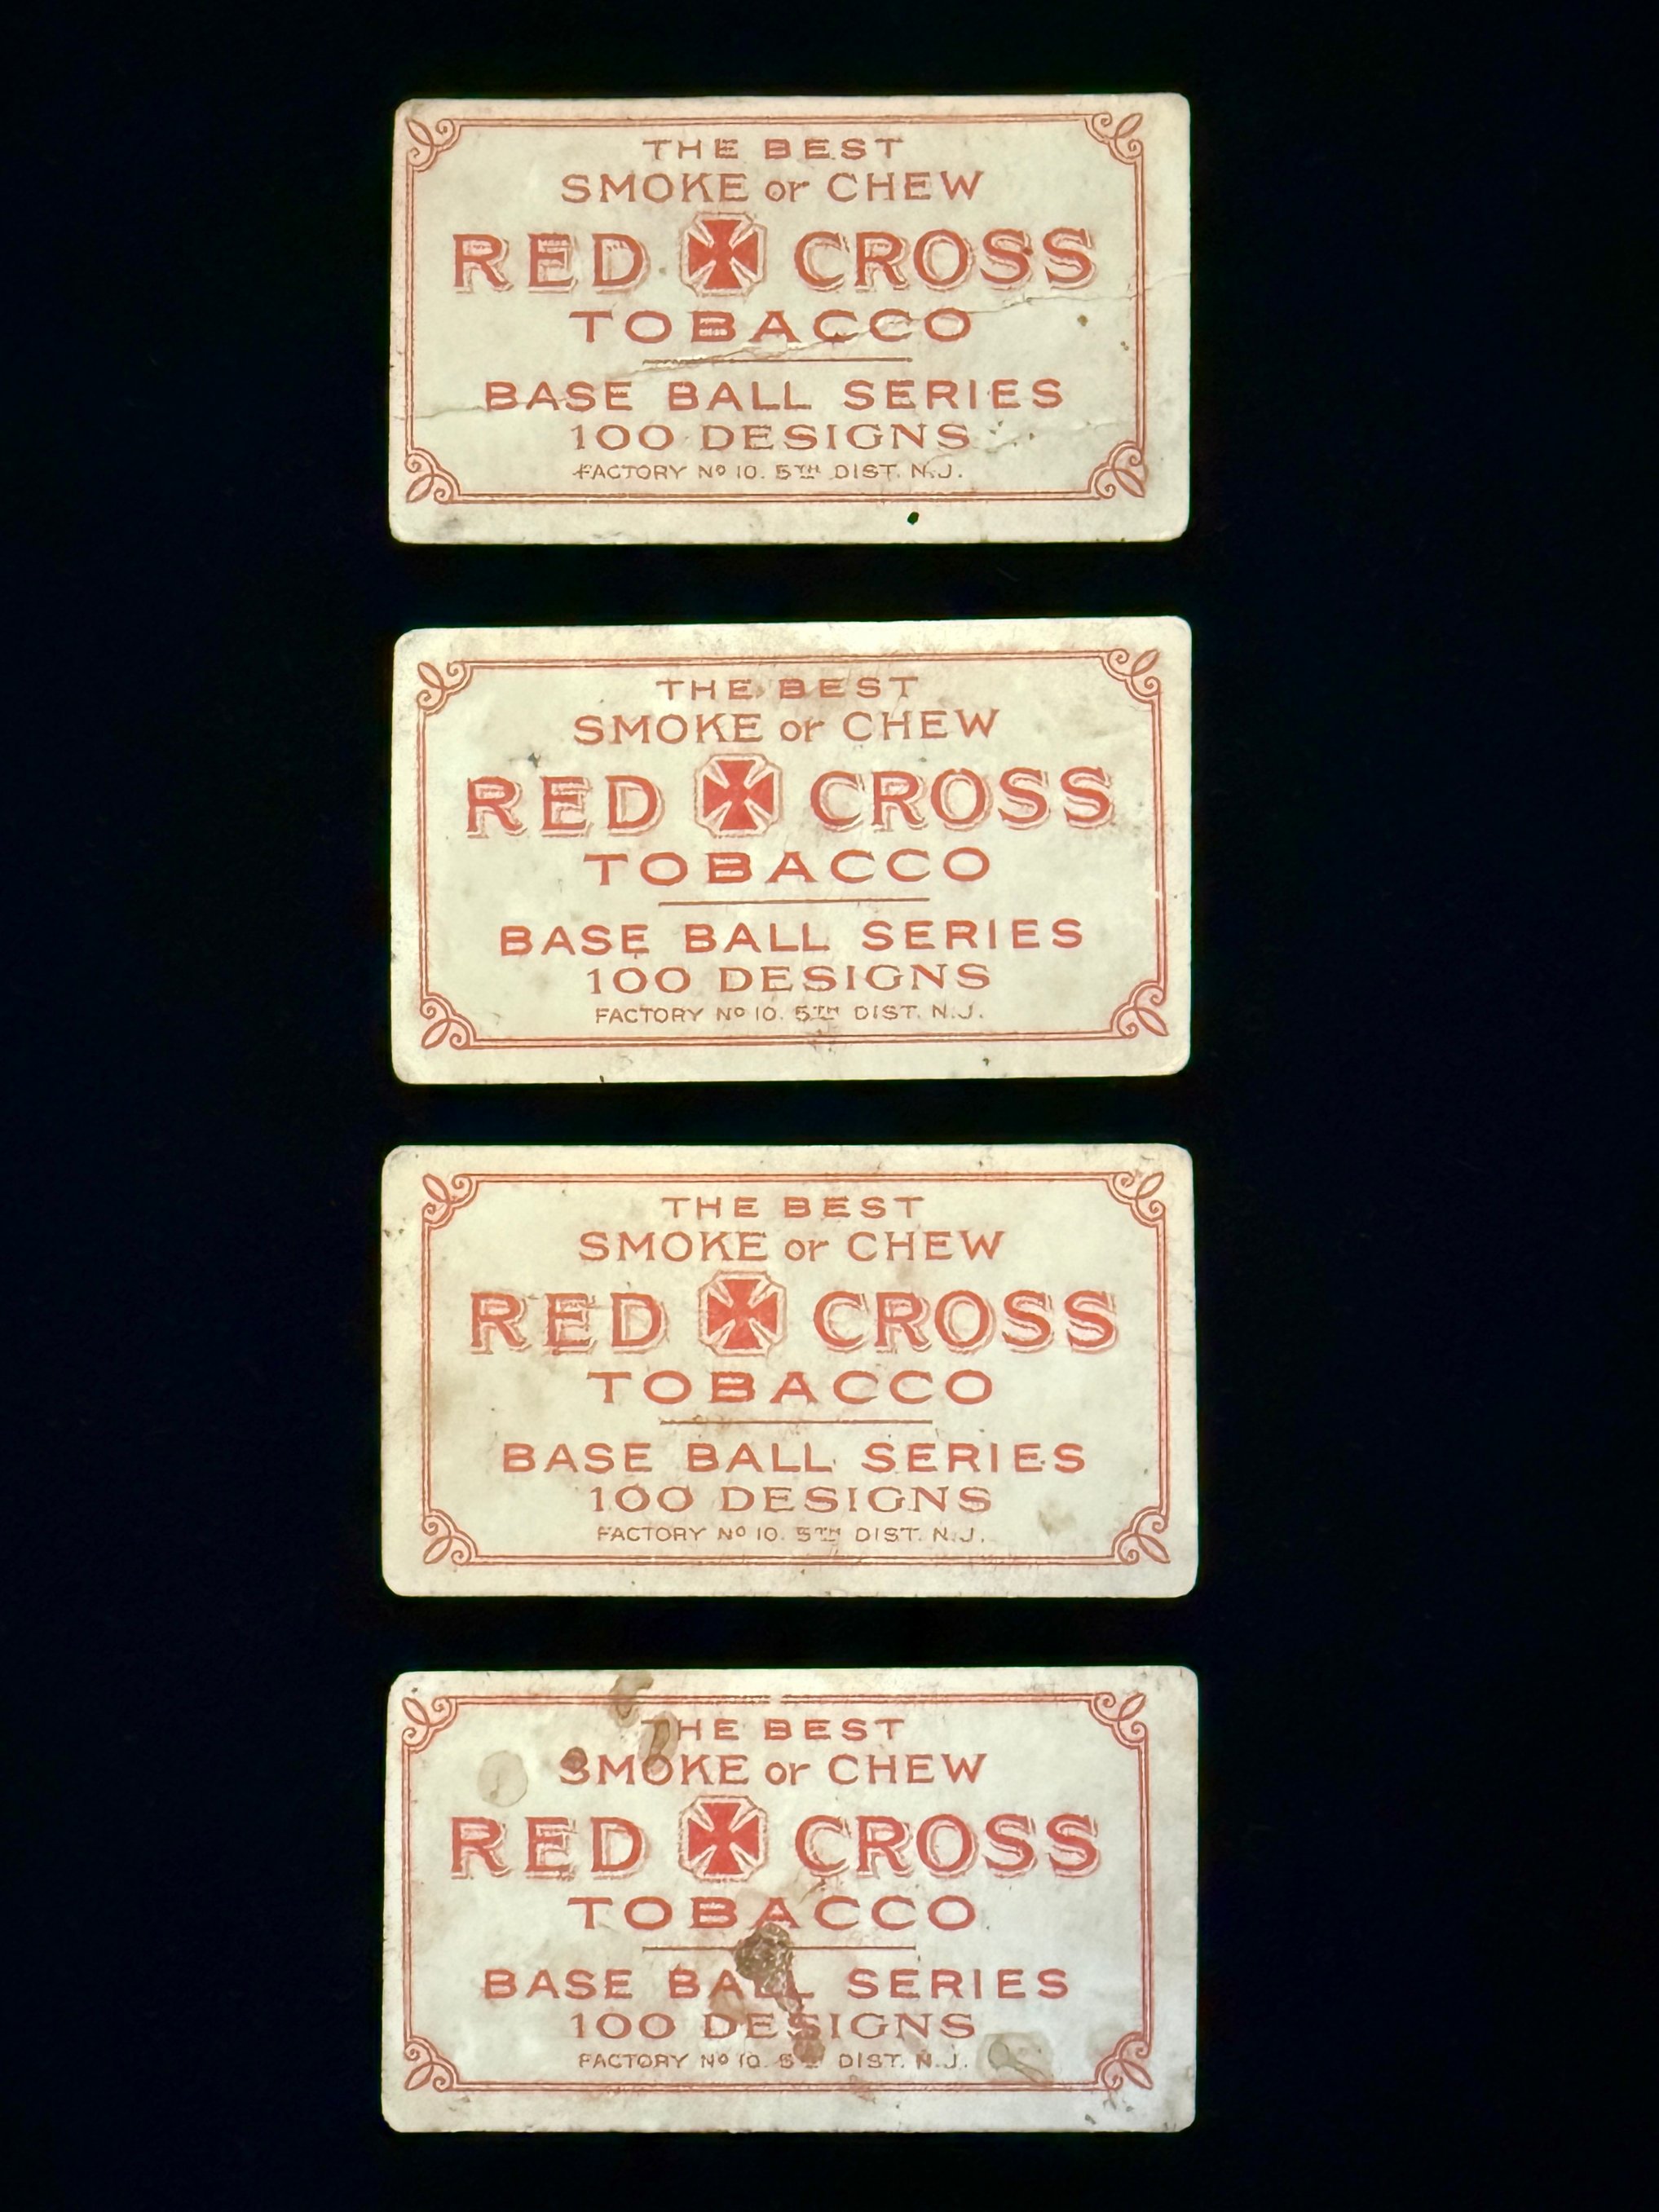 THE BEST
SMOKE or CHEW
RED CROSS
TOBACCO
BASE BALL SERIES
100 DESIGNS
FACTORY Nº 10. 5TH DIST. N.J.
THE BEST
SMOKE or CHEW
RED CROSS
TOBACCO
BASE BALL SERIES
100 DESIGNS
FACTORY Nº 10. 5TH DIST. N.J.
THE BEST
SMOKE or CHEW
RED CROSS
TOBACCO
BASE BALL SERIES
100 DESIGNS
FACTORY Nº 10. 5TH DIST. N.J.
THE BEST
SMOKE or CHEW
RED CROSS
TOBACCO
BASE BALL SERIES
100 DESIGNS
FACTORY Nº 10. 5TH DIST. N.J.